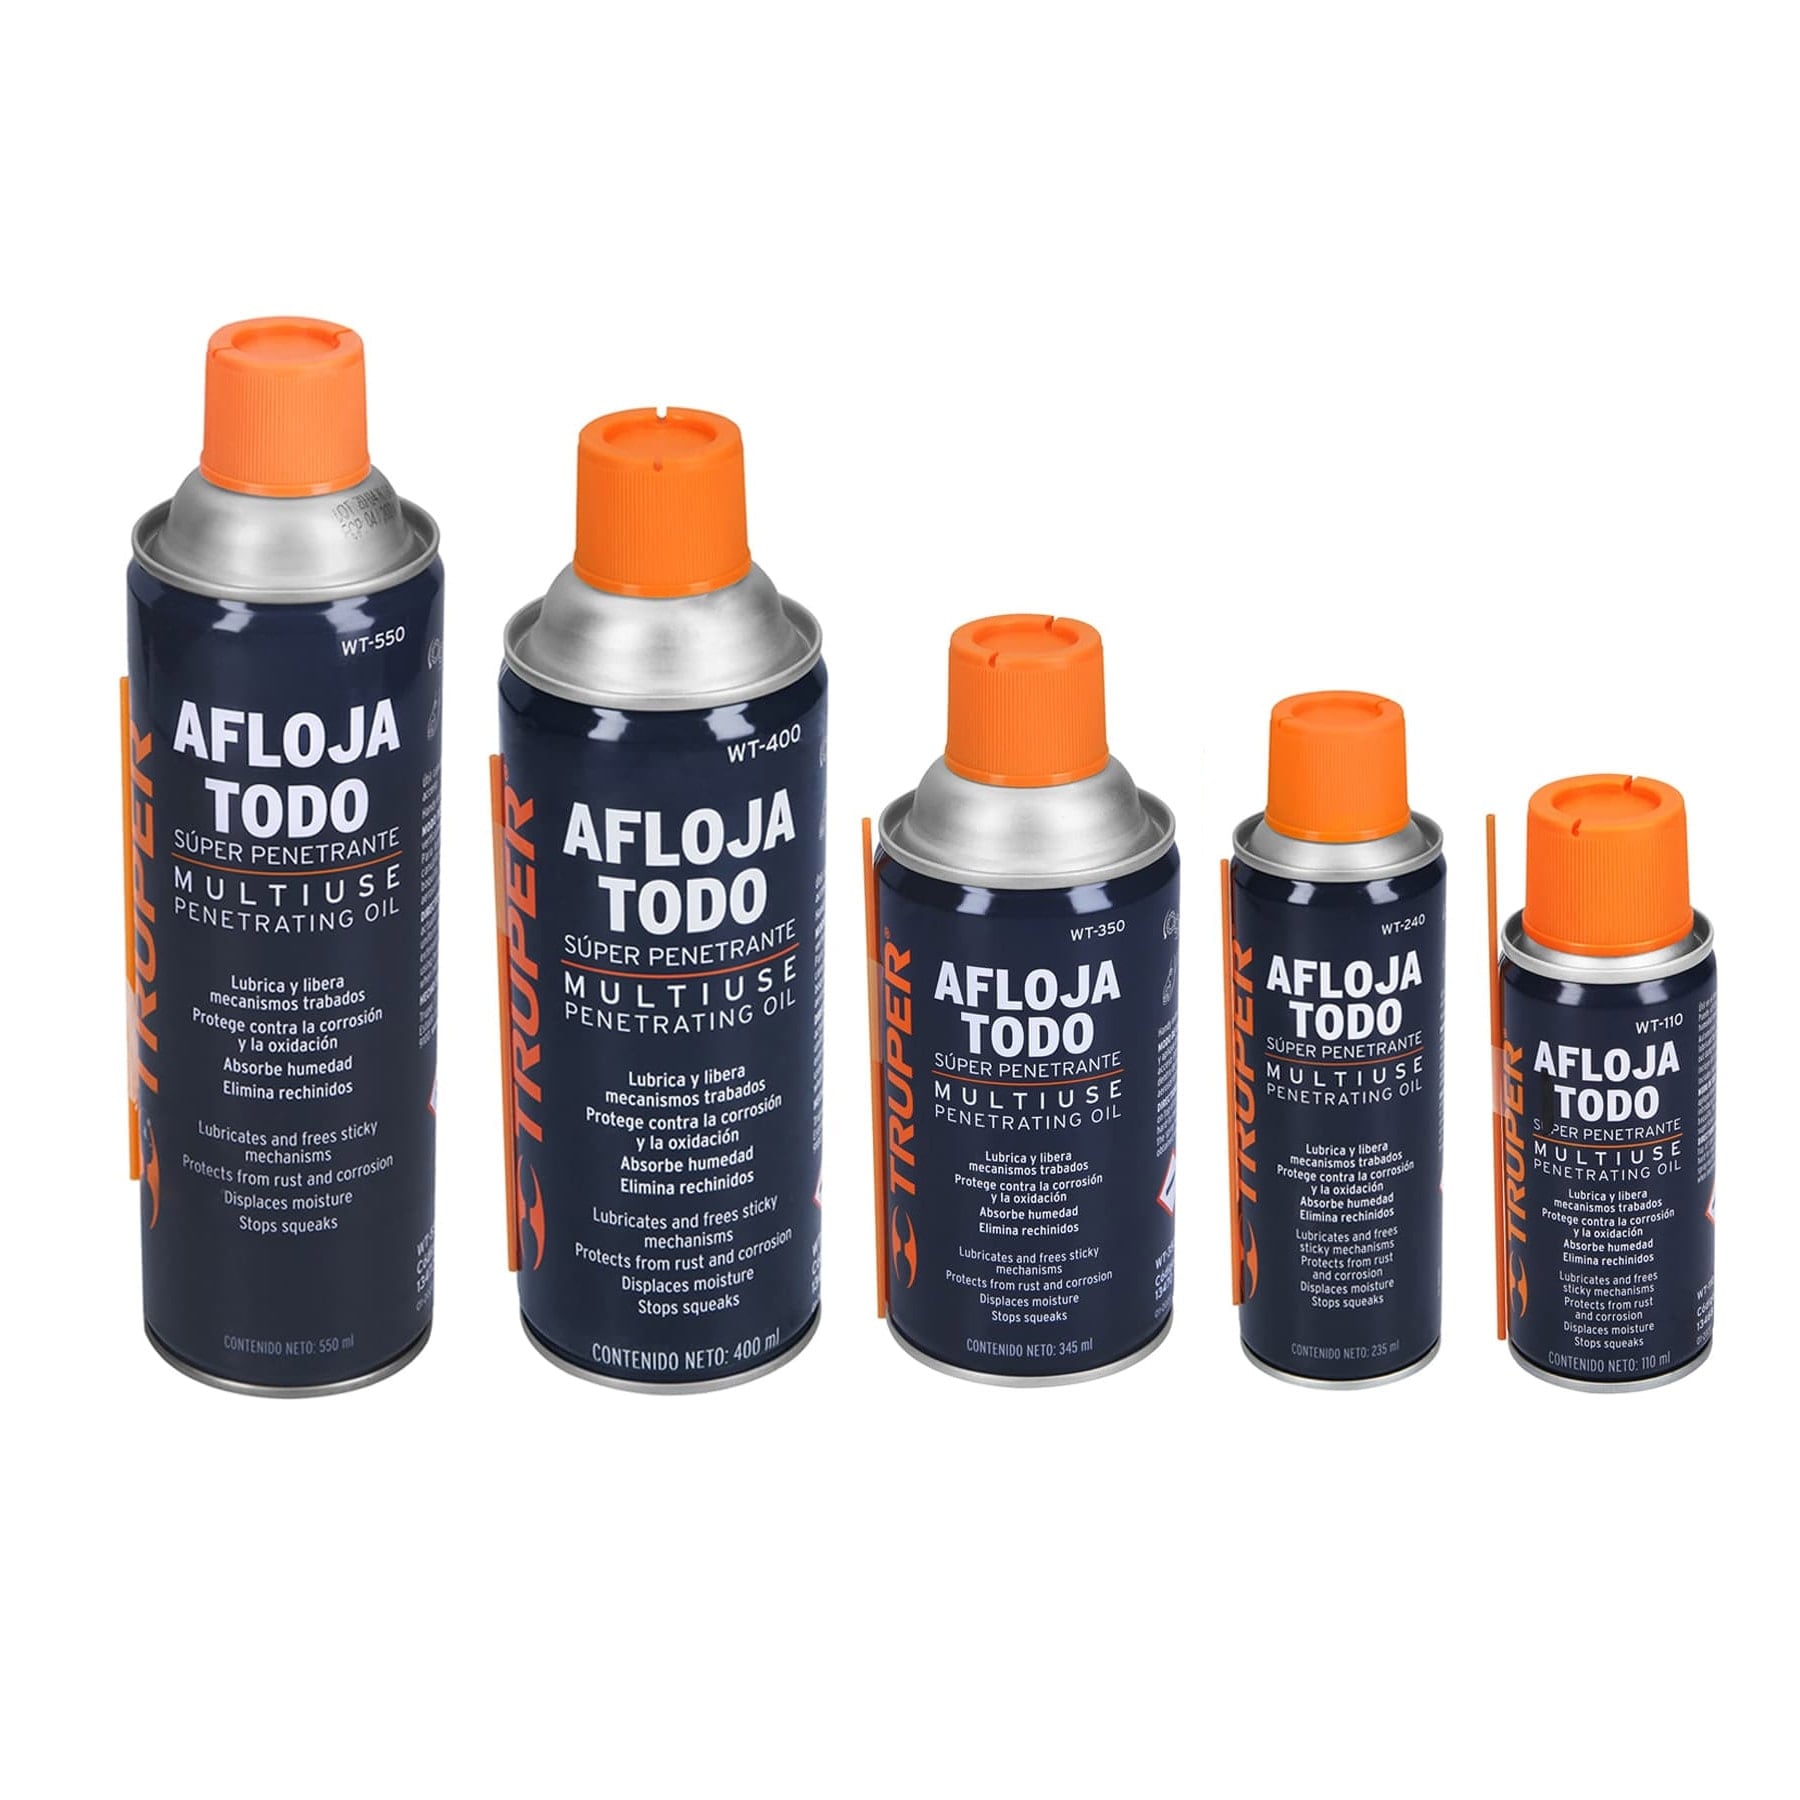 WT-550
AFLOJA
TODO
SÚPER PENETRANTE
MULTIUSE
PENETRATING OIL
Lubrica y libera
mecanismos trabados
Protege contra la corrosión
y la oxidación
Absorbe humedad
Elimina rechinidos
Lubricates and frees sticky
mechanisms
Protects from rust and corrosion
Displaces moisture
Stops squeaks
CONTENIDO NETO: 550 ml
TRUPER
WT-400
AFLOJA
TODO
SÚPER PENETRANTE
MULTIUSE
PENETRATING OIL
Lubrica y libera
mecanismos trabados
Protege contra la corrosión
y la oxidación
Absorbe humedad
Elimina rechinidos
Lubricates and frees sticky
mechanisms
Protects from rust and corrosion
Displaces moisture
Stops squeaks
CONTENIDO NETO: 400 ml
TRUPER®
WT-350
AFLOJA
TODO
SÚPER PENETRANTE
MULTIUSE
PENETRATING OIL
Lubrica y libera
mecanismos trabados
Protege contra la corrosión
y la oxidación
Absorbe humedad
Elimina rechinidos
Lubricates and frees sticky
mechanisms
Protects from rust and corrosion
Displaces moisture
Stops squeaks
CONTENIDO NETO: 345 ml
TRUPER®
WT-240
AFLOJA
TODO
SÚPER PENETRANTE
MULTIUSE
PENETRATING OIL
Lubrica y libera
mecanismos trabados
Protege contra la corrosión
y la oxidación
Absorbe humedad
Elimina rechinidos
Lubricates and frees
sticky mechanisms
Protects from rust
and corrosion
Displaces moisture
Stops squeaks
CONTENIDO NETO: 235 ml
TRUPER
WT-110
AFLOJA
TODO
SÚPER PENETRANTE
MULTIUSE
PENETRATING OIL
Lubrica y libera
mecanismos trabados
Protege contra la corrosión
y la oxidación
Absorbe humedad
Elimina rechinidos
Lubricates and frees
sticky mechanisms
Protects from rust
and corrosion
Displaces moisture
Stops squeaks
CONTENIDO NETO: 110 ml
TRUPER®